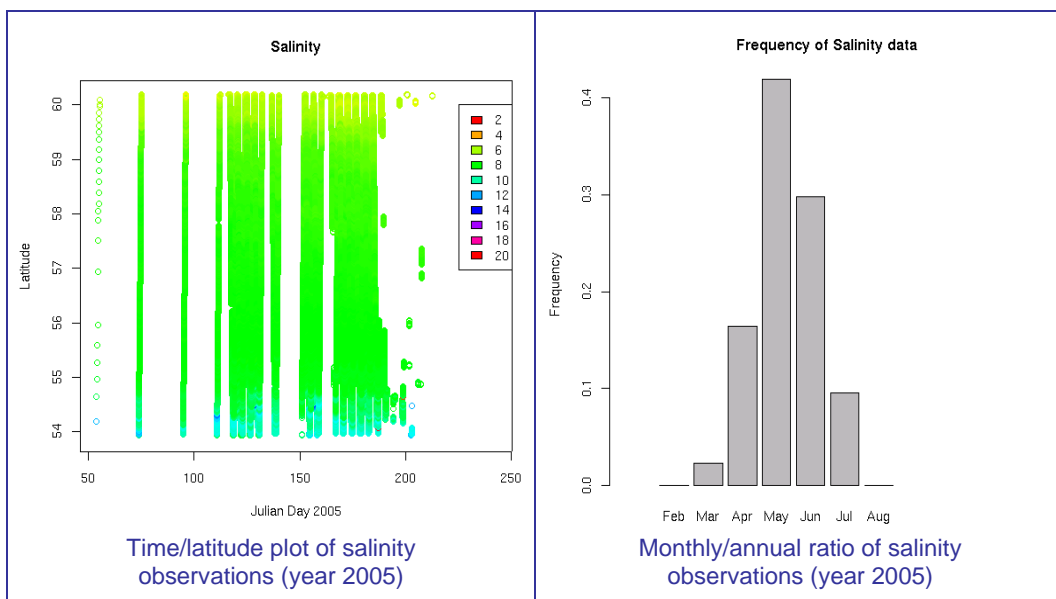 Salinity
Latitude
60
59
58
57
56
55
54
2
4
6
8
10
12
14
16
18
20
50
100
150
200
250
Julian Day 2005
Time/latitude plot of salinity
observations (year 2005)
Frequency of Salinity data
Frequency
0.4
0.3
0.2
0.1
0.0
Feb Mar Apr May Jun Jul Aug
Monthly/annual ratio of salinity
observations (year 2005)